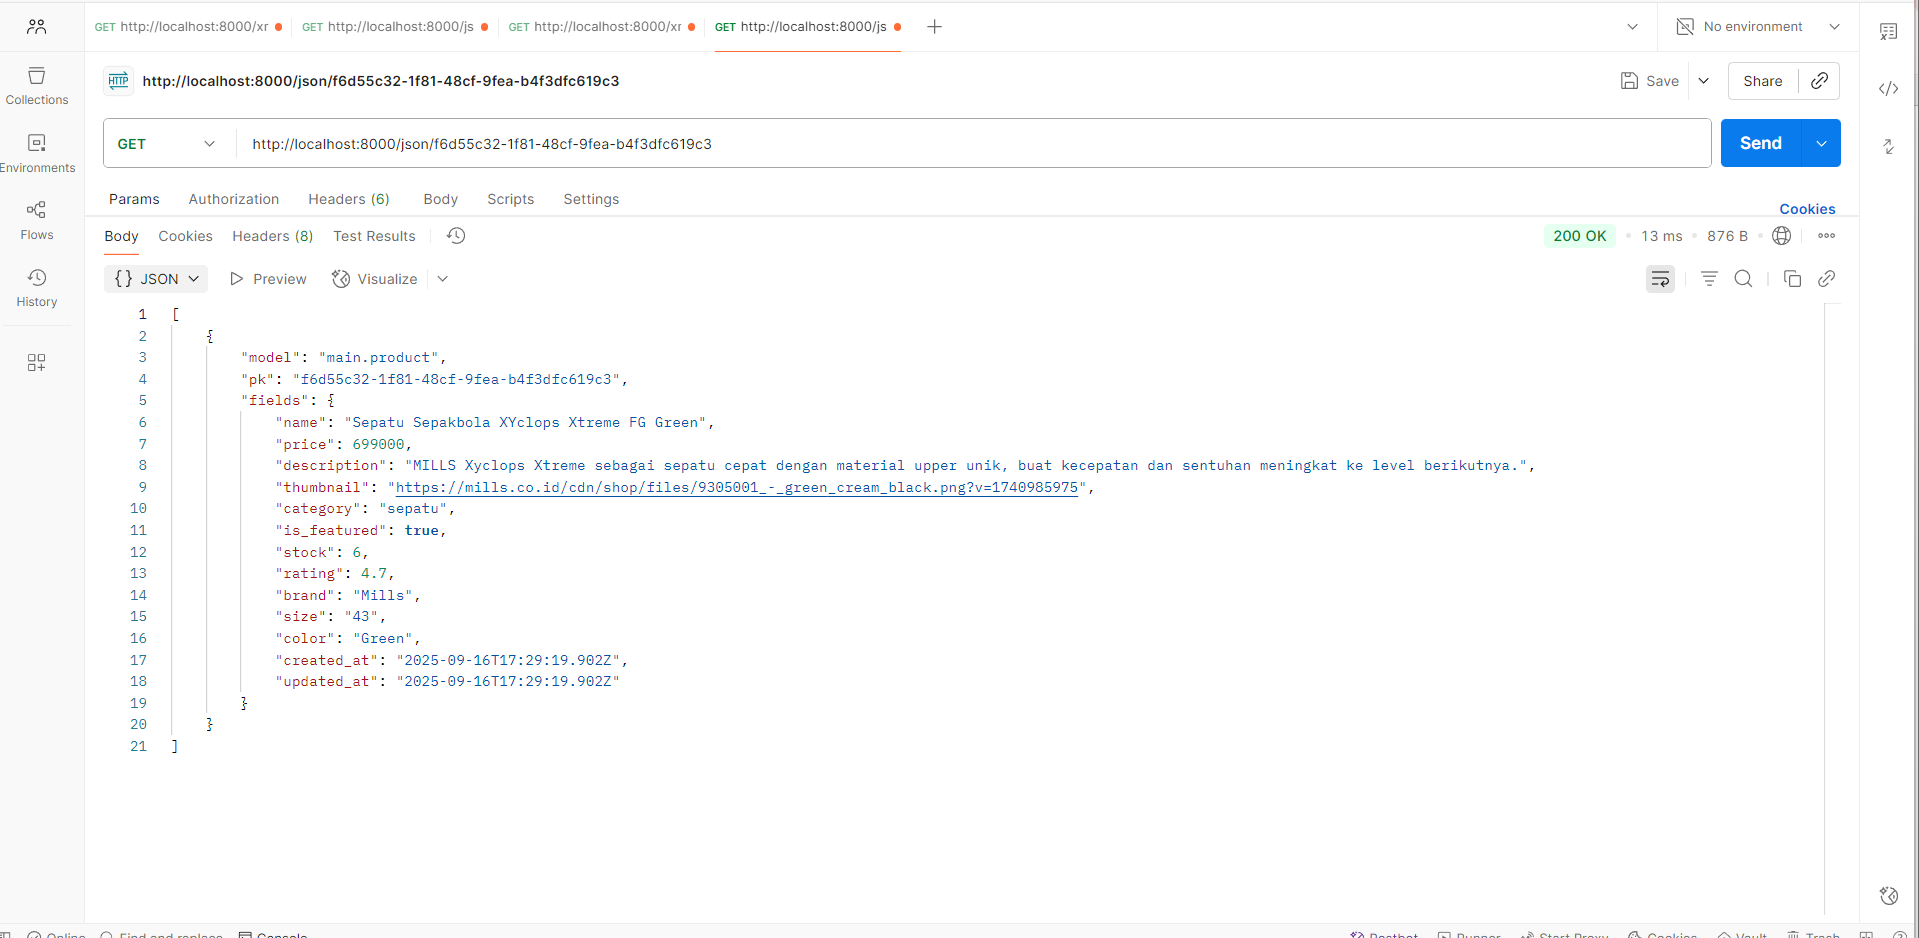 GET http://localhost:8000/xr
GET http://localhost:8000/js
GET http://localhost:8000/xr
GET http://localhost:8000/js
No environment
HTTP http://localhost:8000/json/f6d55c32-1f81-48cf-9fea-b4f3dfc619c3
Save
Share
Collections
Environments
Flows
History
GET http://localhost:8000/json/f6d55c32-1f81-48cf-9fea-b4f3dfc619c3
Send
Params Authorization Headers (6) Body Scripts Settings
Cookies
Body Cookies Headers (8) Test Results
200 OK • 13 ms • 876 B •
{} JSON Preview Visualize
1 [
2 {
3 "model": "main.product",
4 "pk": "f6d55c32-1f81-48cf-9fea-b4f3dfc619c3",
5 "fields": {
6 "name": "Sepatu Sepakbola XYclops Xtreme FG Green",
7 "price": 699000,
8 "description": "MILLS Xyclops Xtreme sebagai sepatu cepat dengan material upper unik, buat kecepatan dan sentuhan meningkat ke level berikutnya.",
9 "thumbnail": "https://mills.co.id/cdn/shop/files/9305001_-_green_cream_black.png?v=1740985975",
10 "category": "sepatu",
11 "is_featured": true,
12 "stock": 6,
13 "rating": 4.7,
14 "brand": "Mills",
15 "size": "43",
16 "color": "Green",
17 "created_at": "2025-09-16T17:29:19.902Z",
18 "updated_at": "2025-09-16T17:29:19.902Z"
19 }
20 }
21 ]
Online Find and replace Console
Postbot Runner Start Proxy Cookies Vault Trash